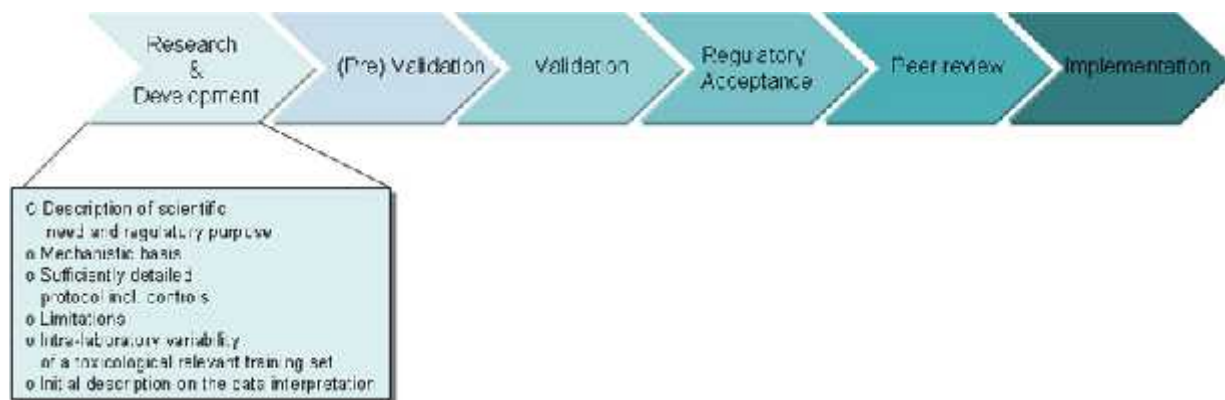 Research
&
Development
(Pre) Validation
Validation
Regulatory
Acceptance
Peer review
Implementation
o Description of scientific
need and regulatory purpose
o Mechanistic basis
o Sufficiently detailed
protocol incl. controls
o Limitations
o Intra-laboratory variability
of a toxicological relevant training set
o Initial description on the data interpretation